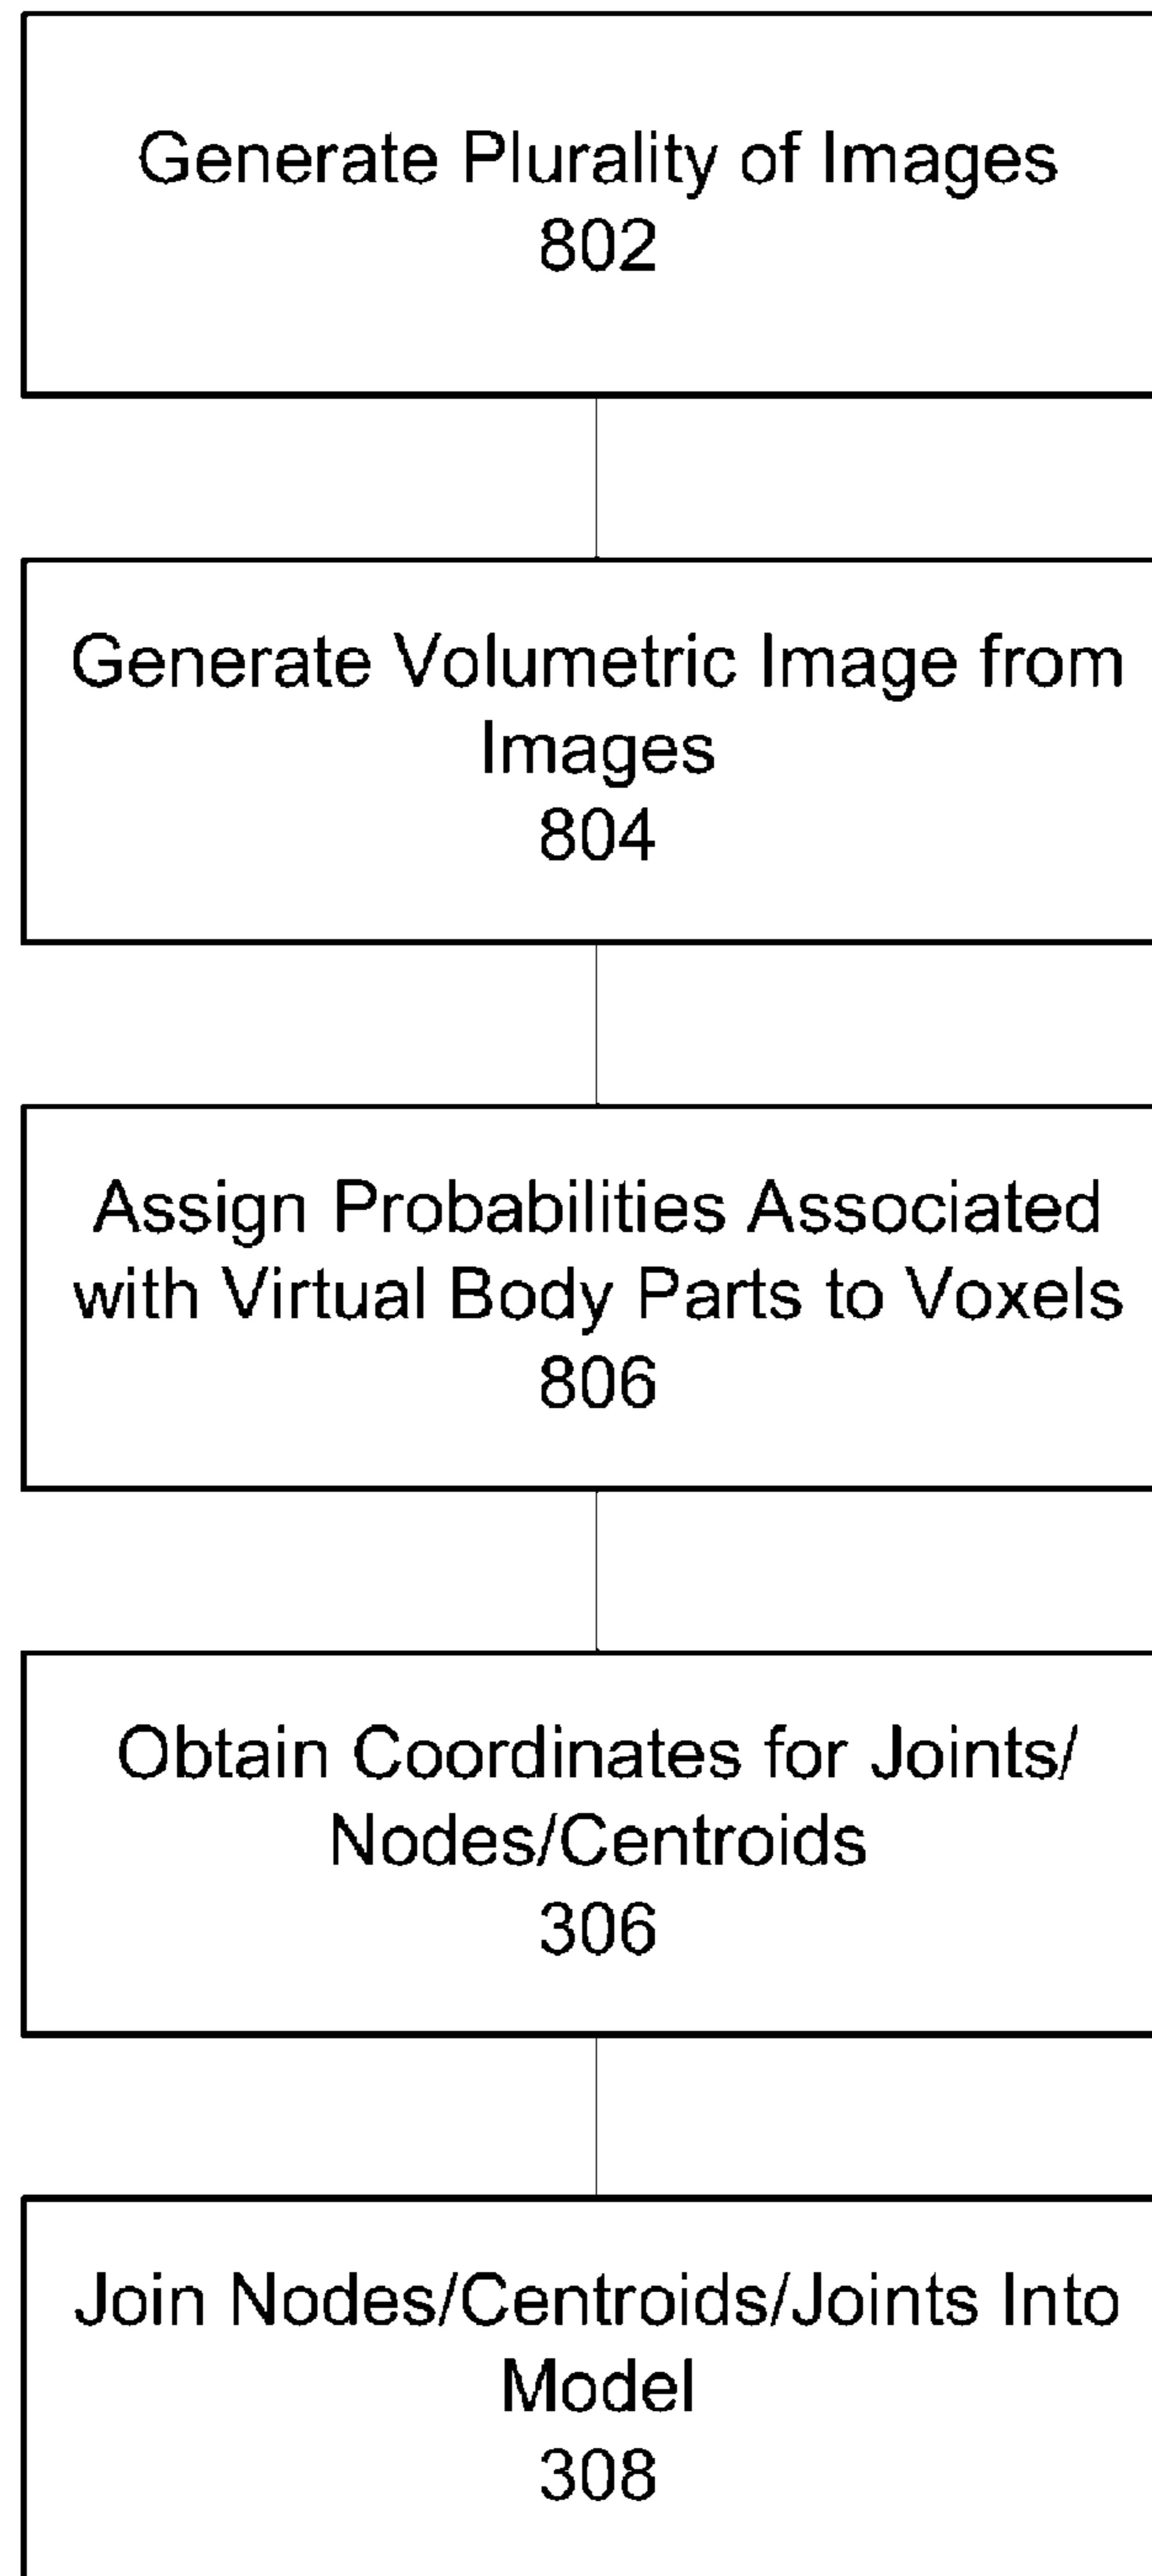 Generate Plurality of Images
802
Generate Volumetric Image from
Images
804
Assign Probabilities Associated
with Virtual Body Parts to Voxels
806
Obtain Coordinates for Joints/
Nodes/Centroids
306
Join Nodes/Centroids/Joints Into
Model
308